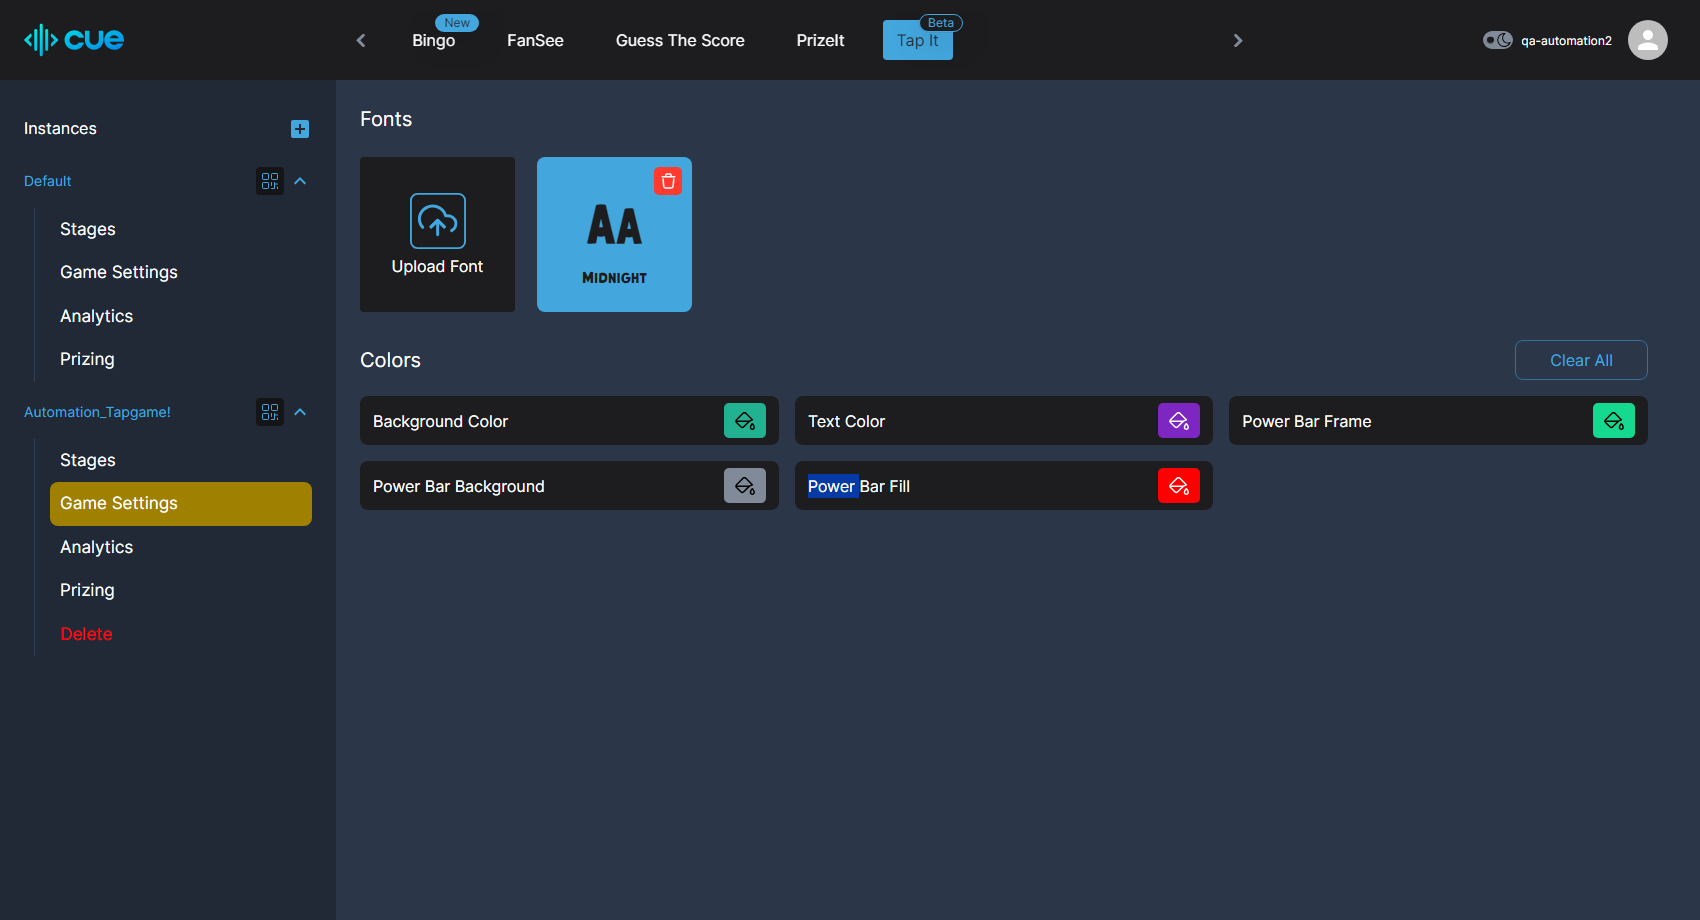 cue
New
Bingo
FanSee
Guess The Score
PrizeIt
Beta
Tap It
qa-automation2
Instances
Default
Stages
Game Settings
Analytics
Prizing
Automation_Tapgame!
Stages
Game Settings
Analytics
Prizing
Delete
Fonts
Upload Font
AA
MIDNIGHT
Colors
Clear All
Background Color
Text Color
Power Bar Frame
Power Bar Background
Power Bar Fill